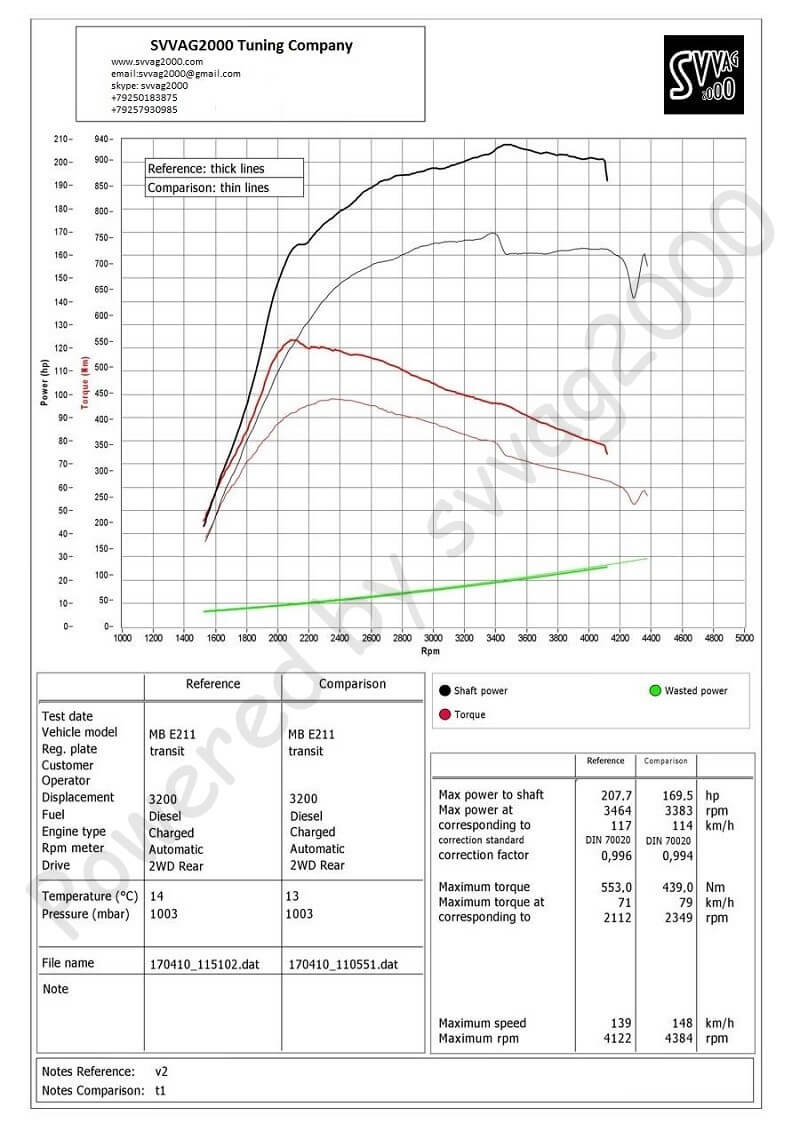 SVVAG2000 Tuning Company
www.svvag2000.com
email:svvag2000@gmail.com
skype: svvag2000
+79250183875
+79257930985
SVVAG
2000
Reference: thick lines
Comparison: thin lines
Power (hp)
210
200
190
180
170
160
150
140
130
120
110
100
90
80
70
60
50
40
30
20
10
0
Torque (Nm)
940
900
850
800
750
700
650
600
550
500
450
400
350
300
250
200
150
100
50
0
1000 1200 1400 1600 1800 2000 2200 2400 2600 2800 3000 3200 3400 3600 3800 4000 4200 4400 4600 4800 5000
Rpm
Powered by svvag2000
Reference Comparison
Test date
Vehicle model MB E211 MB E211
Reg. plate transit transit
Customer
Operator
Displacement 3200 3200
Fuel Diesel Diesel
Engine type Charged Charged
Rpm meter Automatic Automatic
Drive 2WD Rear 2WD Rear
Temperature (°C) 14 13
Pressure (mbar) 1003 1003
File name 170410_115102.dat 170410_110551.dat
Note
Shaft power Wasted power
Torque
Reference Comparison
Max power to shaft 207,7 169,5 hp
Max power at 3464 3383 rpm
corresponding to 117 114 km/h
correction standard DIN 70020 DIN 70020
correction factor 0,996 0,994
Maximum torque 553,0 439,0 Nm
Maximum torque at 71 79 km/h
corresponding to 2112 2349 rpm
Maximum speed 139 148 km/h
Maximum rpm 4122 4384 rpm
Notes Reference: v2
Notes Comparison: t1